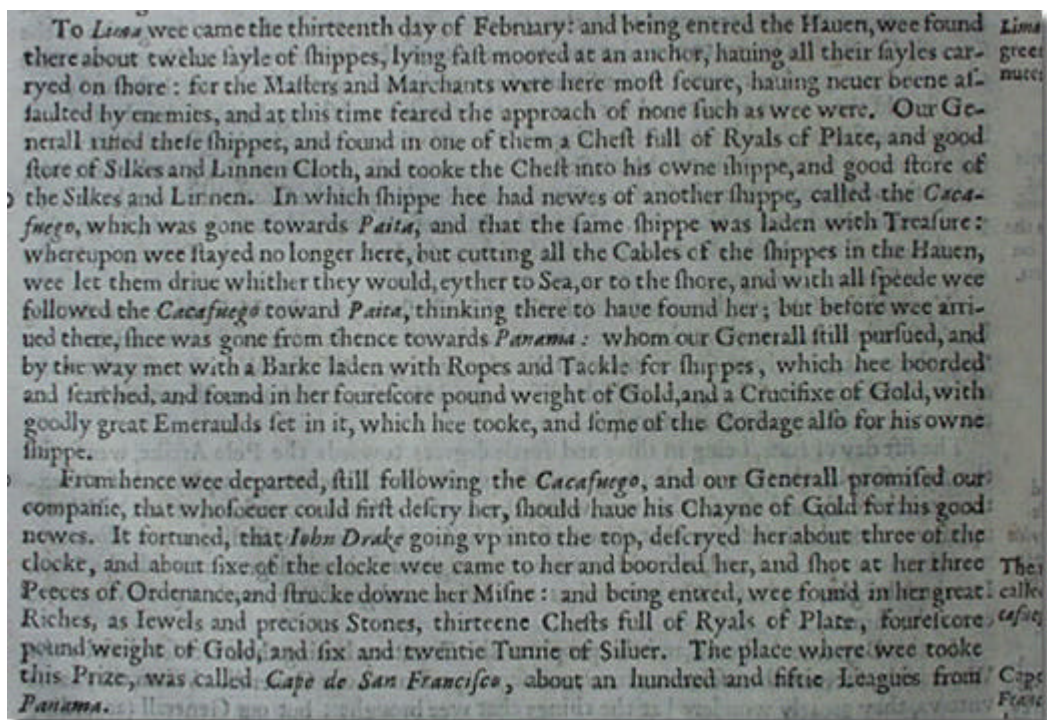 To Lima wee came the thirteenth day of February: and being entred the Hauen, wee found
there about twelue ſayle of ſhippes, lying faſt moored at an anchor, hauing all their ſayles car-
ryed on ſhore: for the Maſters and Marchants were here moſt ſecure, hauing neuer beene aſ-
ſaulted by enemies, and at this time feared the approach of none ſuch as wee were. Our Ge-
nerall rifled theſe ſhippes, and found in one of them a Cheſt full of Ryals of Plate, and good
ſtore of Silkes and Linnen Cloth, and tooke the Cheſt into his owne ſhippe, and good ſtore of
the Silkes and Linnen. In which ſhippe hee had newes of another ſhippe, called the Caca-
fuego, which was gone towards Paita, and that the ſame ſhippe was laden with Treaſure:
whereupon wee ſtayed no longer here, but cutting all the Cables of the ſhippes in the Hauen,
wee let them driue whither they would, eyther to Sea, or to the ſhore, and with all ſpeede wee
followed the Cacafuego toward Paita, thinking there to haue found her; but before wee arri-
ued there, ſhee was gone from thence towards Panama: whom our Generall ſtill purſued, and
by the way met with a Barke laden with Ropes and Tackle for ſhippes, which hee boorded
and ſearched, and found in her foureſcore pound weight of Gold, and a Crucifixe of Gold, with
goodly great Emeraulds ſet in it, which hee tooke, and ſome of the Cordage alſo for his owne
ſhippe.
From hence wee departed, ſtill following the Cacafuego, and our Generall promiſed our
companie, that whoſoeuer could firſt deſcry her, ſhould haue his Chayne of Gold for his good
newes. It fortuned, that Iohn Drake going vp into the top, deſcryed her about three of the
clocke, and about ſixe of the clocke wee came to her and boorded her, and ſhot at her three
Peeces of Ordenance, and ſtrucke downe her Miſne: and being entred, wee found in her great
Riches, as Iewels and precious Stones, thirteene Cheſts full of Ryals of Plate, foureſcore
pound weight of Gold, and ſix and twentie Tunne of Siluer. The place where wee tooke
this Prize, was called Cape de San Franciſco, about an hundred and fiftie Leagues from
Panama.
Lima